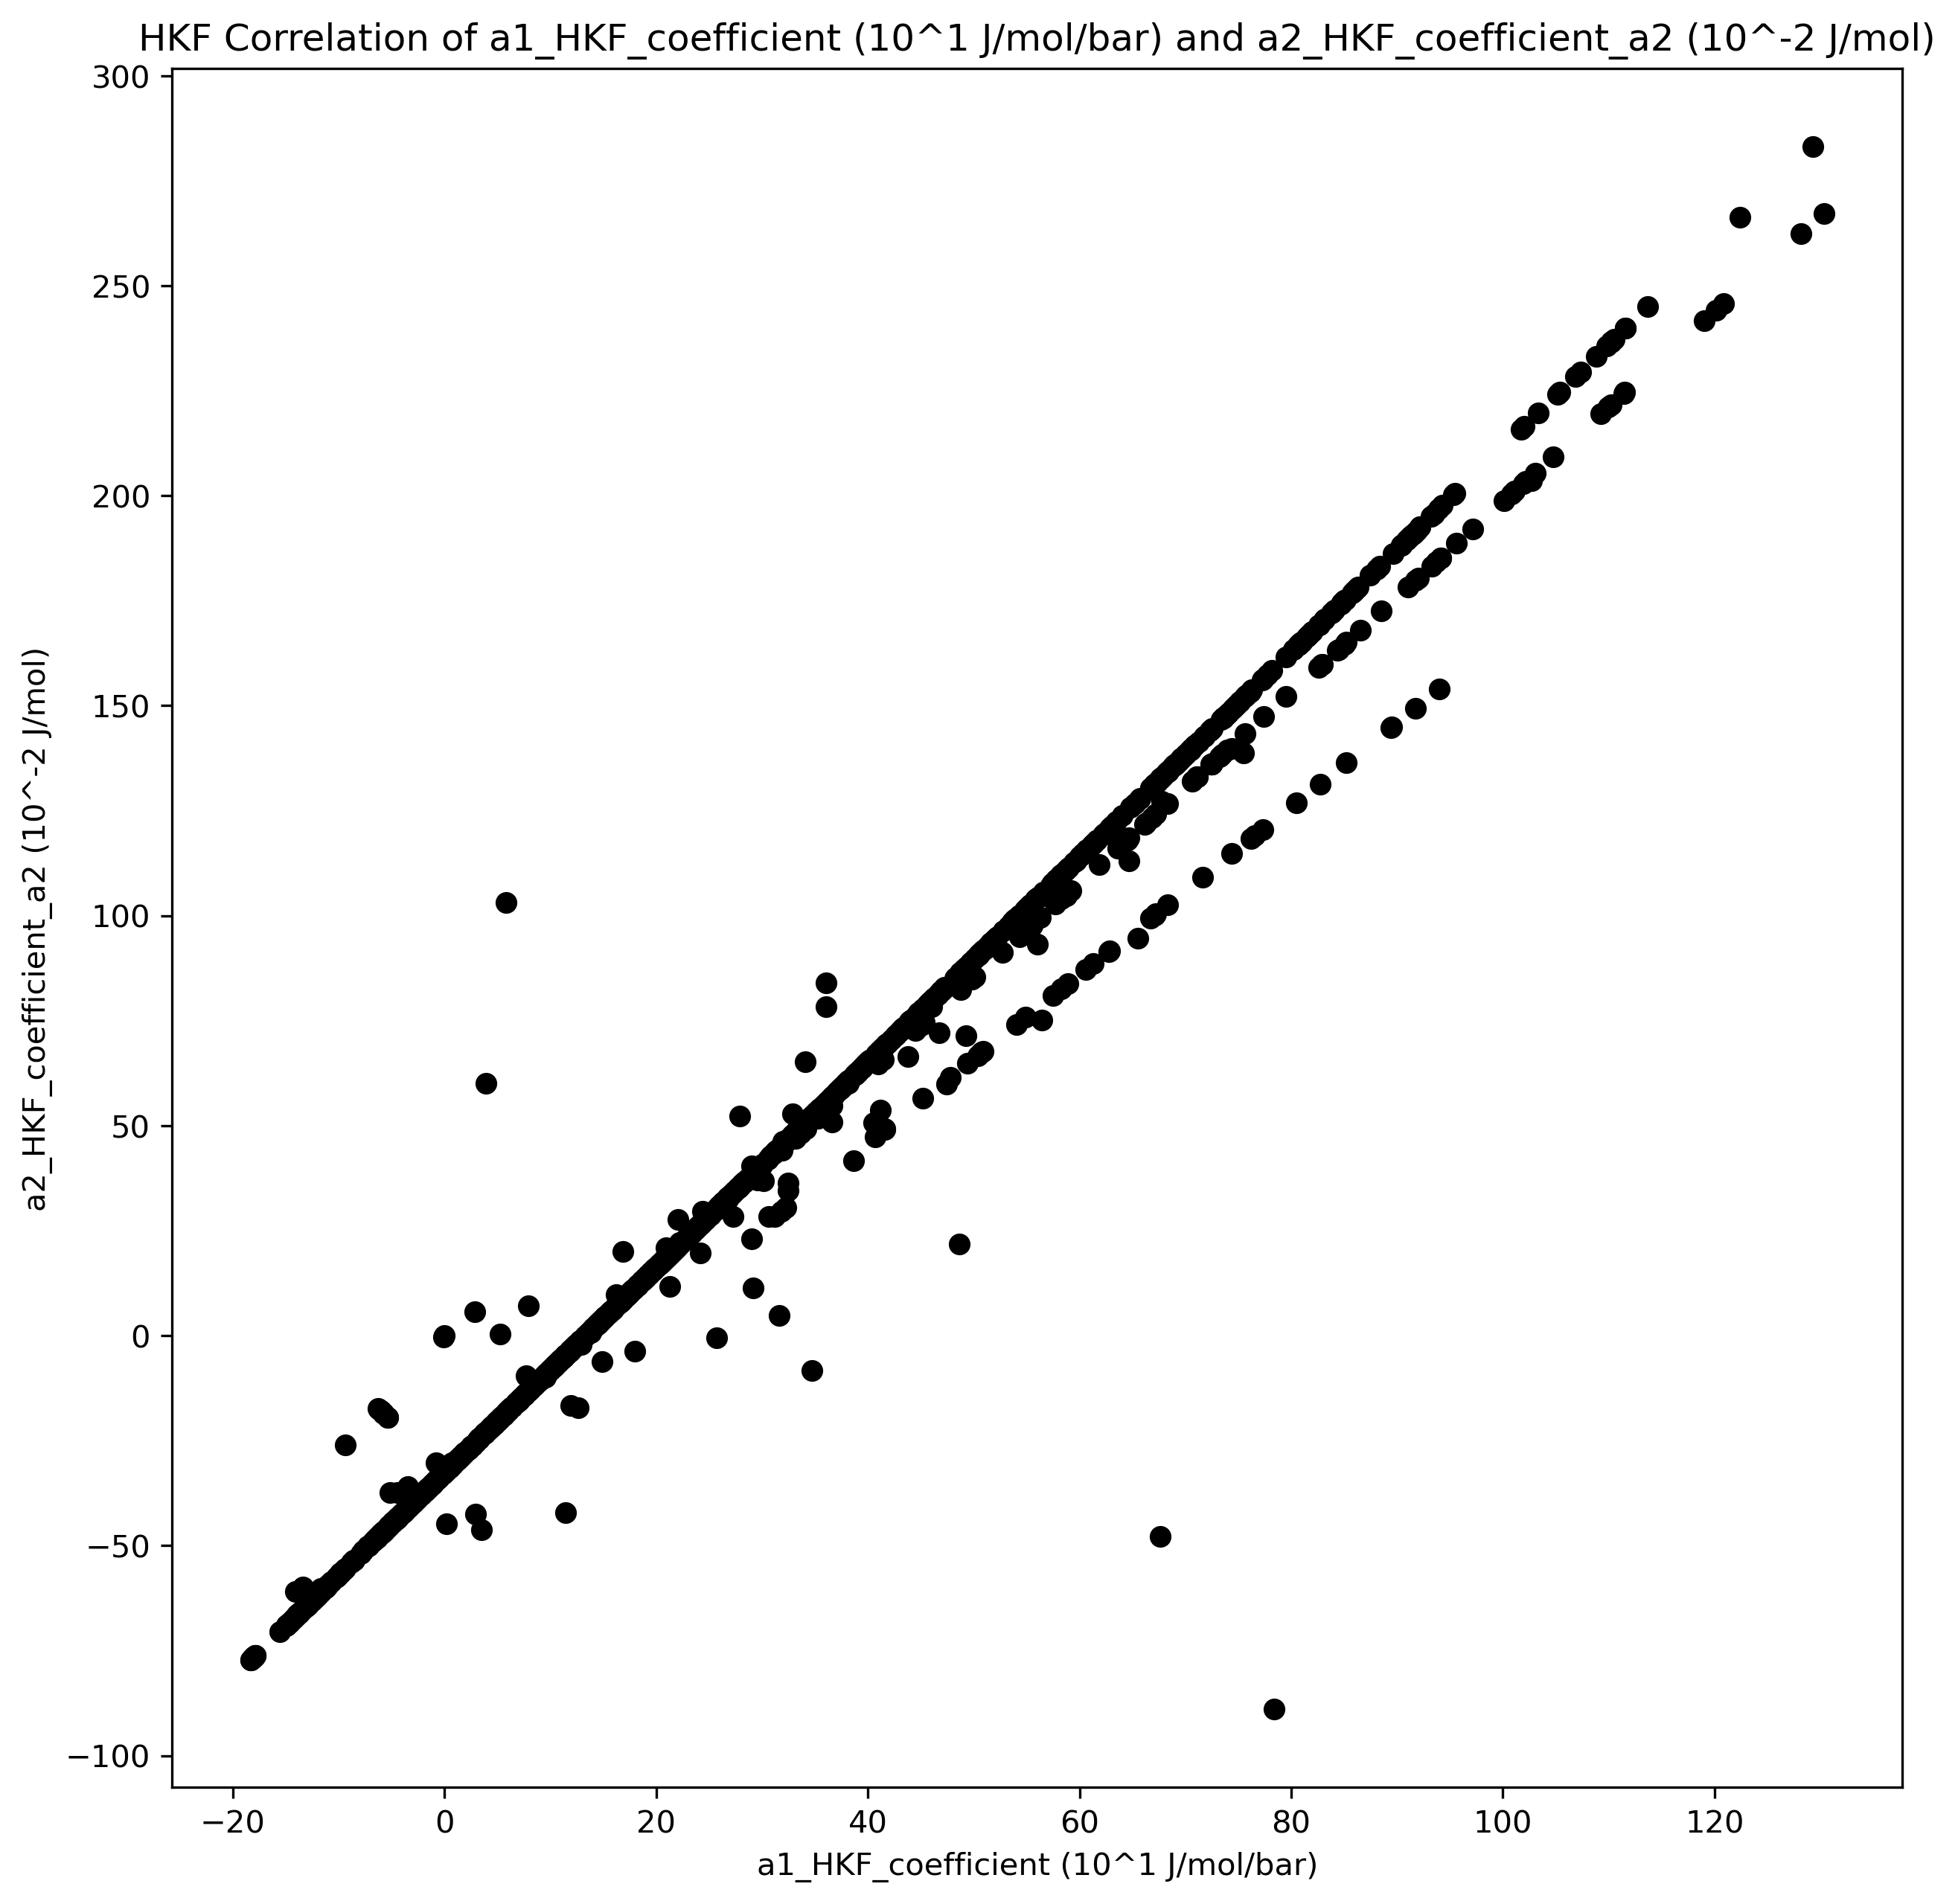 HKF Correlation of a1_HKF_coefficient (10^1 J/mol/bar) and a2_HKF_coefficient_a2 (10^-2 J/mol)
300
250
200
150
100
50
0
−50
−100
a2_HKF_coefficient_a2 (10^-2 J/mol)
−20 0 20 40 60 80 100 120
a1_HKF_coefficient (10^1 J/mol/bar)